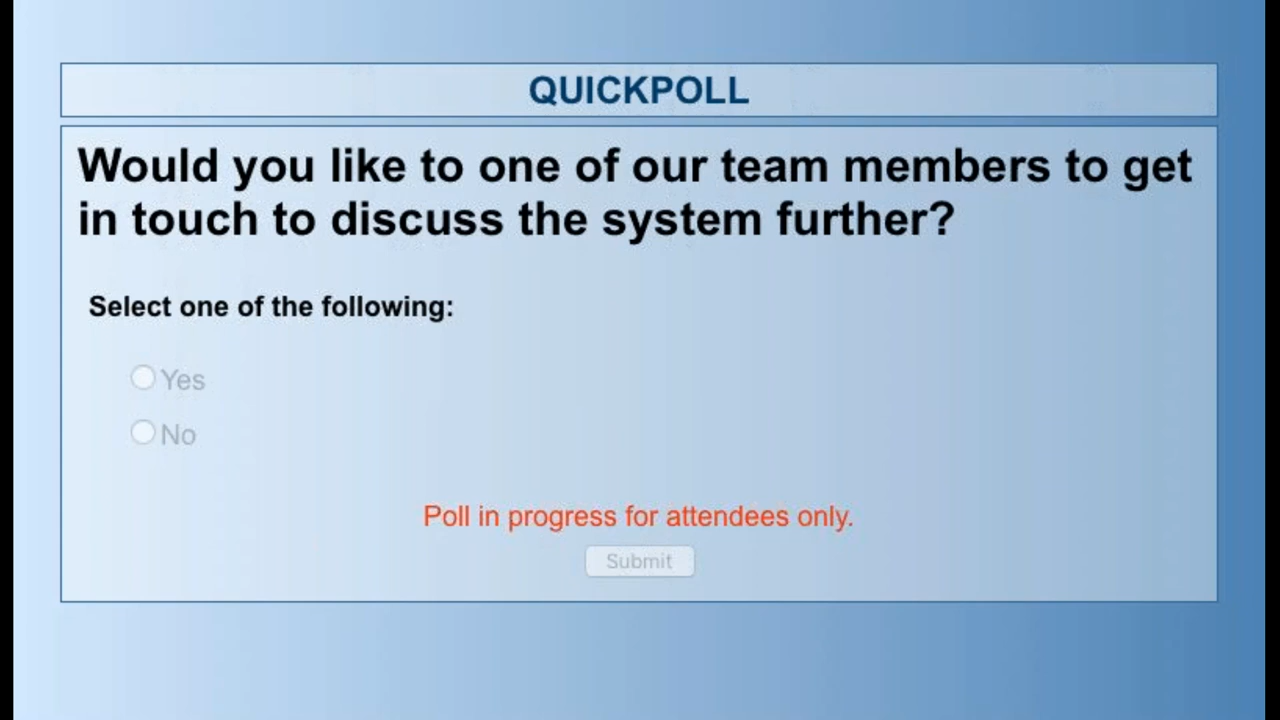 QUICKPOLL
Would you like to one of our team members to get
in touch to discuss the system further?
Select one of the following:
Yes
No
Poll in progress for attendees only.
Submit